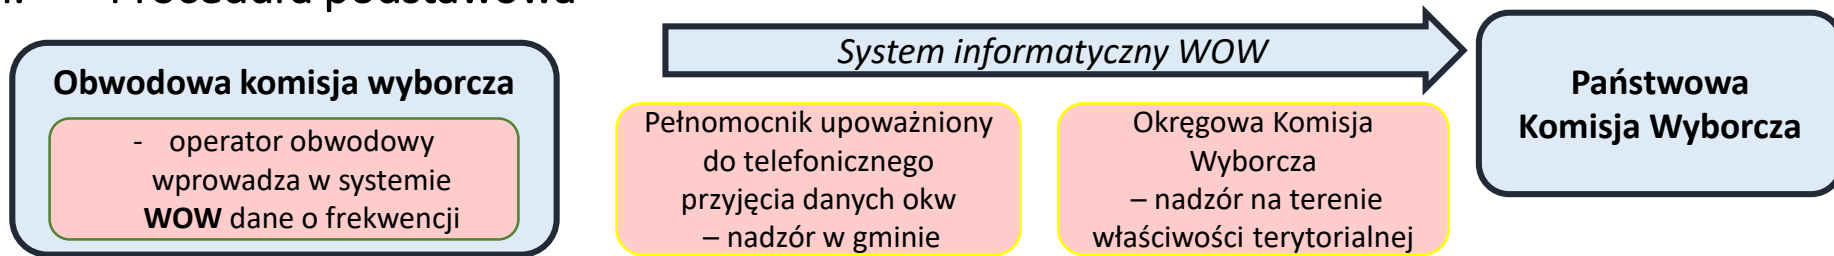 Procedura podstawowa
Obwodowa komisja wyborcza
- operator obwodowy
wprowadza w systemie
WOW dane o frekwencji
System informatyczny WOW
Pełnomocnik upoważniony
do telefonicznego
przyjęcia danych okw
– nadzór w gminie
Okręgowa Komisja
Wyborcza
– nadzór na terenie
właściwości terytorialnej
Państwowa
Komisja Wyborcza